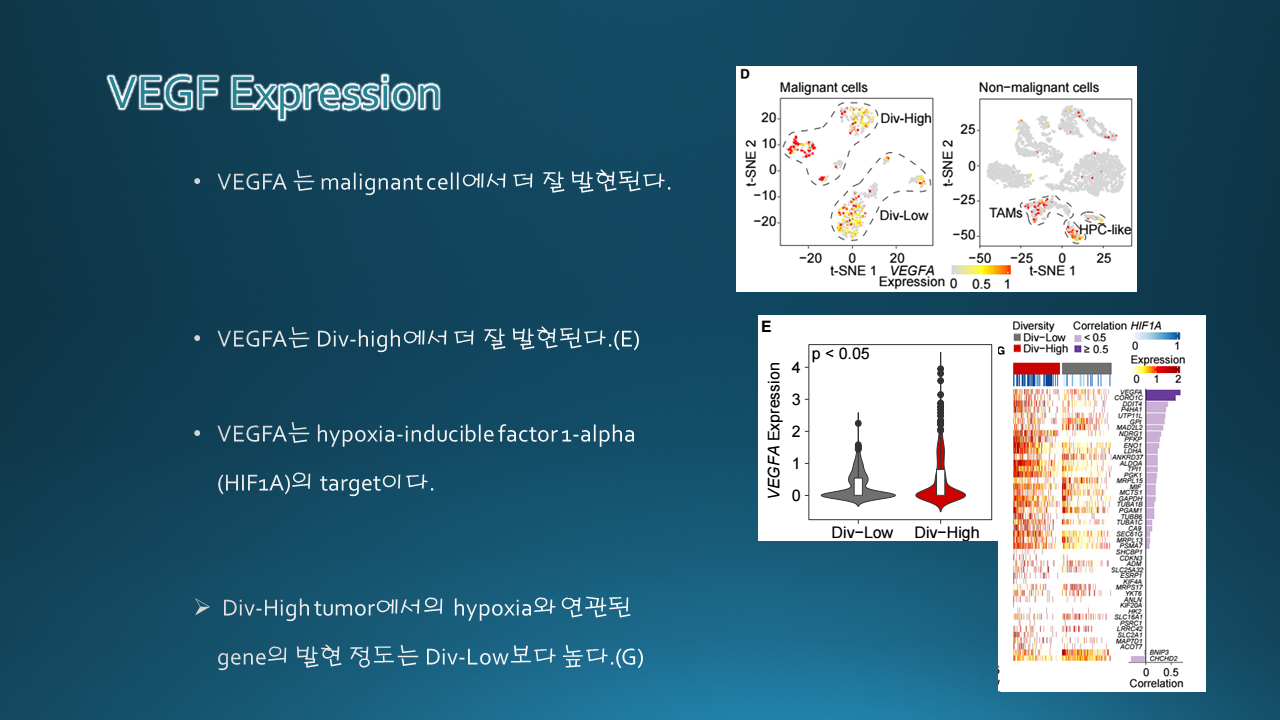 VEGF Expression
• VEGFA 는 malignant cell에서 더 잘 발현된다.
• VEGFA는 Div-high에서 더 잘 발현된다.(E)
• VEGFA는 hypoxia-inducible factor 1-alpha
(HIF1A)의 target이다.
➢ Div-High tumor에서의 hypoxia와 연관된
gene의 발현 정도는 Div-Low보다 높다.(G)
D
Malignant cells
Non−malignant cells
t-SNE 2
20
10
0
−10
−20
Div-High
Div-Low
−20 0 20
t-SNE 1
t-SNE 2
25
0
−25
−50
TAMs
HPC-like
−50 −25 0 25
t-SNE 1
VEGFA
Expression 0 0.5 1
E
p < 0.05
VEGFA Expression
4
3
2
1
0
Div−Low Div−High
G
Diversity
Div−Low
Div−High
Correlation
< 0.5
≥ 0.5
HIF1A
0 1
Expression
0 1 2
VEGFA
CORO1C
DDIT4
P4HA1
UTP11L
GPI
MAD2L2
NDRG1
PFKP
ENO1
LDHA
ANKRD37
ALDOA
TPI1
PGK1
MRPL15
MIF
MCTS1
GAPDH
TUBA1B
PGAM1
TUBB6
TUBA1C
CA9
SEC61G
MRPL13
PSMA7
SHCBP1
CDKN3
ADM
SLC25A32
ESRP1
KIF4A
MRPS17
YKT6
ANLN
KIF20A
HK2
SLC16A1
PSRC1
LRRC42
SLC2A1
MAP7D1
ACOT7
BNIP3
CHCHD2
0 0.5
Correlation